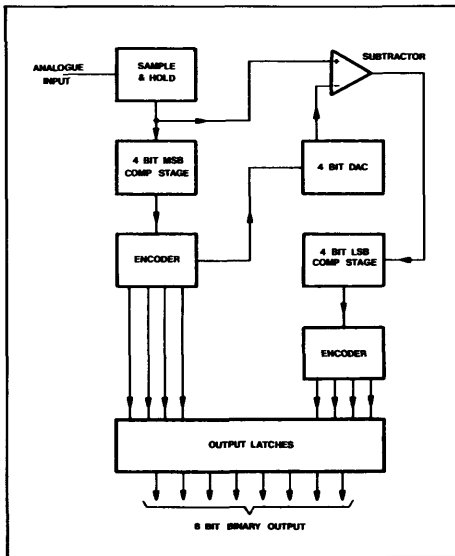 ANALOGUE
INPUT
SAMPLE
& HOLD
SUBTRACTOR
+
−
4 BIT MSB
COMP STAGE
4 BIT DAC
ENCODER
4 BIT LSB
COMP STAGE
ENCODER
OUTPUT LATCHES
8 BIT BINARY OUTPUT